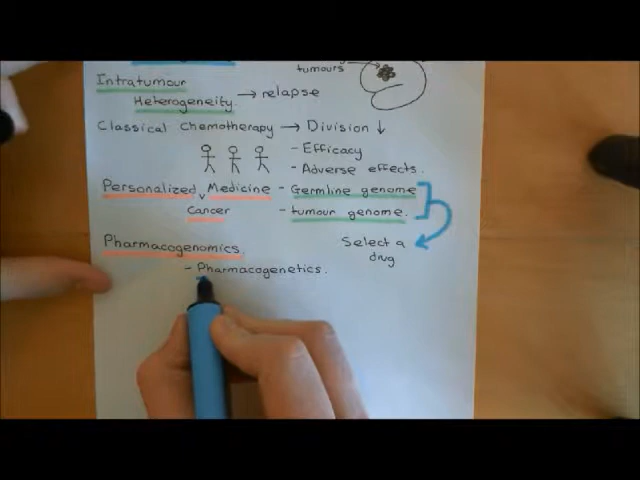 tumours
Intratumour
Heterogeneity. → relapse
Classical Chemotherapy → Division ↓
- Efficacy
- Adverse effects.
Personalized Medicine - Germline genome
v
Cancer - tumour genome.
Pharmacogenomics.
Select a
drug
- Pharmacogenetics.